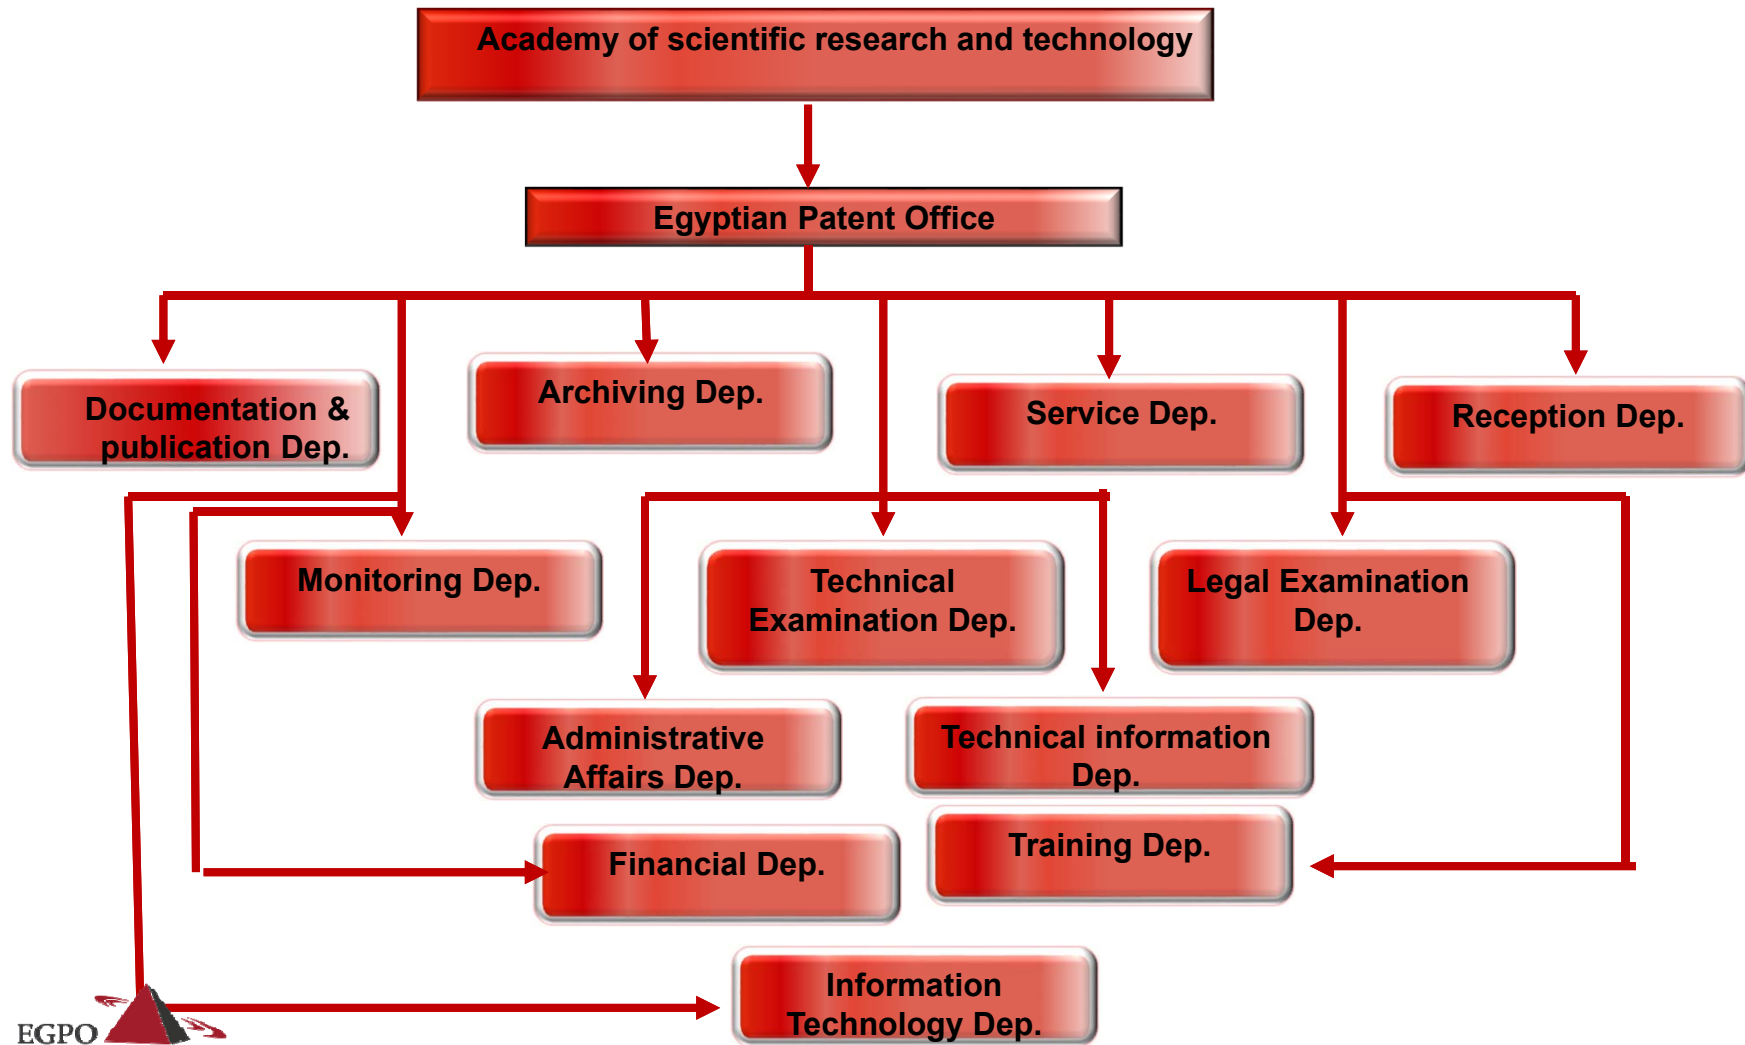 Academy of scientific research and technology
Egyptian Patent Office
Documentation &
publication Dep.
Archiving Dep.
Service Dep.
Reception Dep.
Monitoring Dep.
Technical
Examination Dep.
Legal Examination
Dep.
Administrative
Affairs Dep.
Technical information
Dep.
Financial Dep.
Training Dep.
Information
Technology Dep.
EGPO